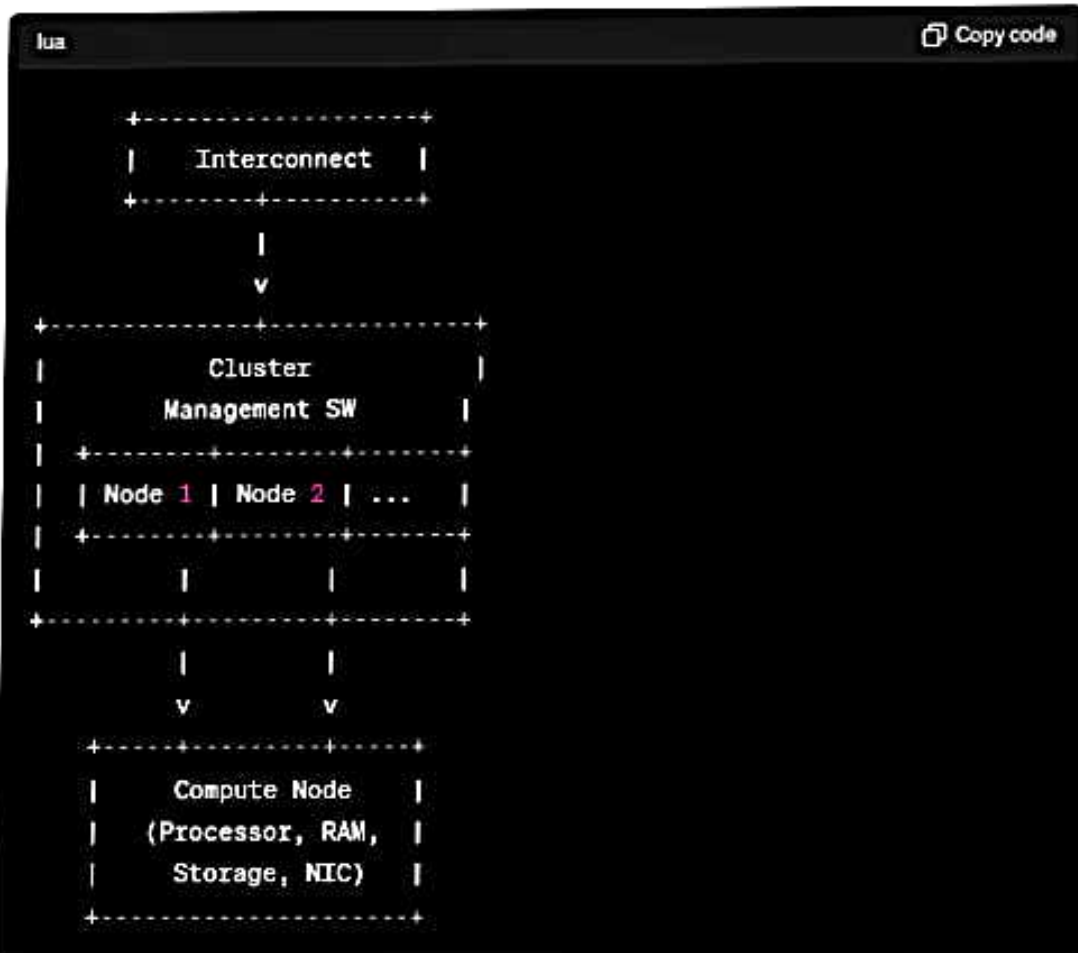 lua
Copy code
Interconnect
Cluster
Management SW
Node 1 | Node 2 | ...
Compute Node
(Processor, RAM,
Storage, NIC)